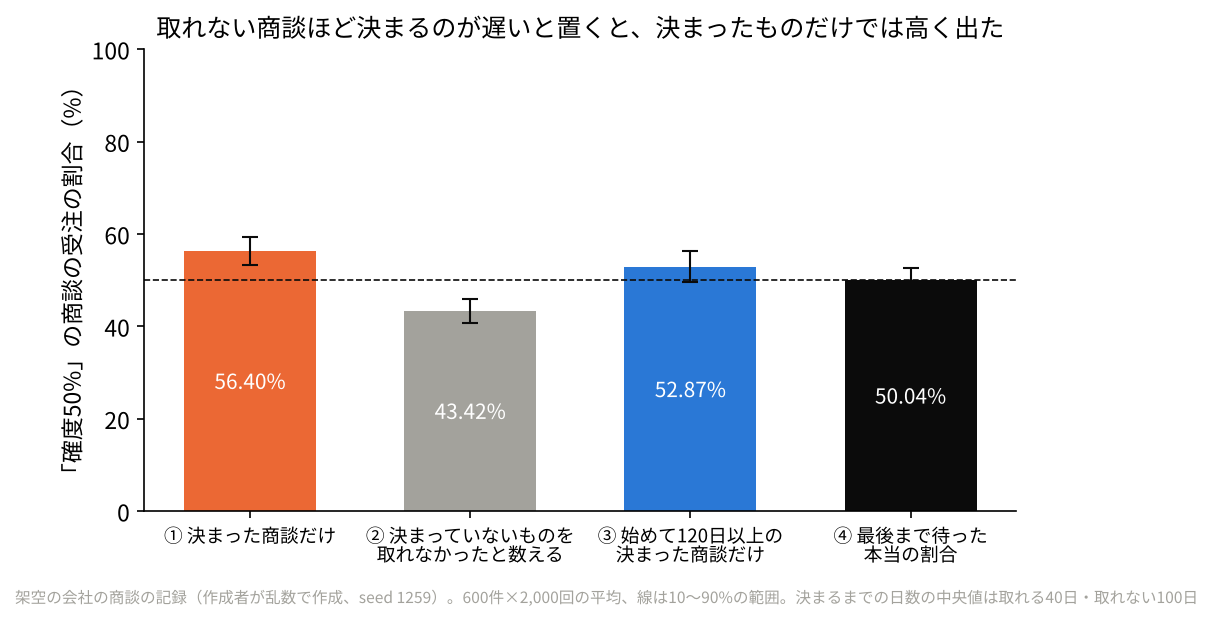 取れない商談ほど決まるのが遅いと置くと、決まったものだけでは高く出た
「確度50%」の商談の受注の割合（%）
100
80
60
40
20
0
56.40%
43.42%
52.87%
50.04%
① 決まった商談だけ
② 決まっていないものを
取れなかったと数える
③ 始めて120日以上の
決まった商談だけ
④ 最後まで待った
本当の割合
架空の会社の商談の記録（作成者が乱数で作成、seed 1259）。600件×2,000回の平均、線は10〜90%の範囲。決まるまでの日数の中央値は取れる40日・取れない100日